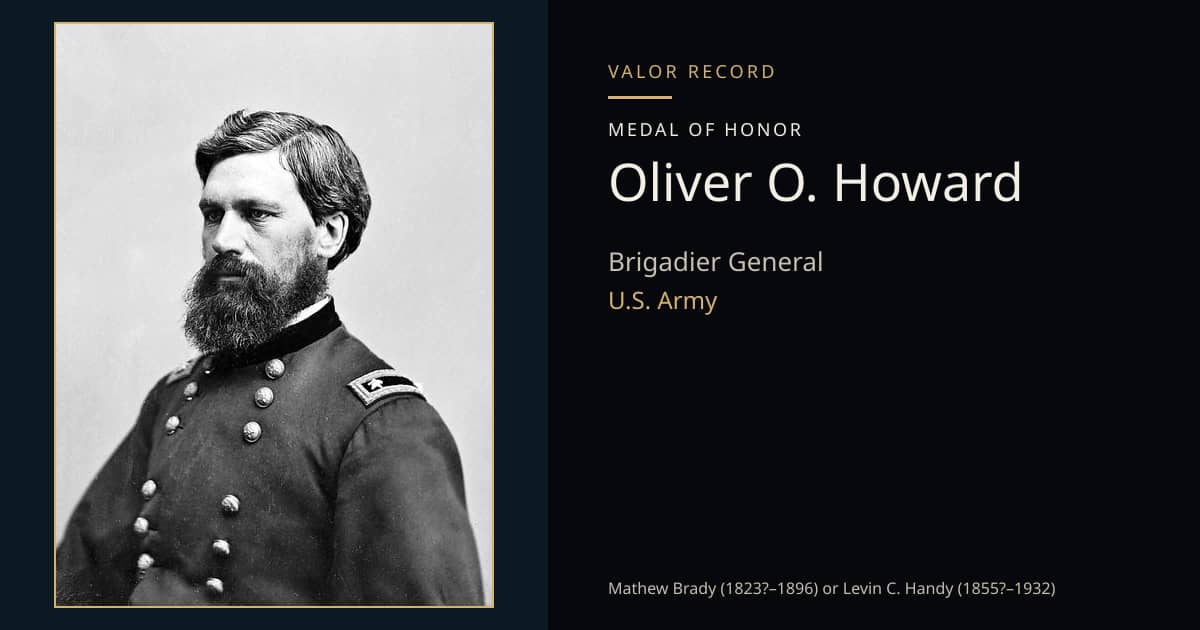 VALOR RECORD
MEDAL OF HONOR
Oliver O. Howard
Brigadier General
U.S. Army
Mathew Brady (1823?–1896) or Levin C. Handy (1855?–1932)